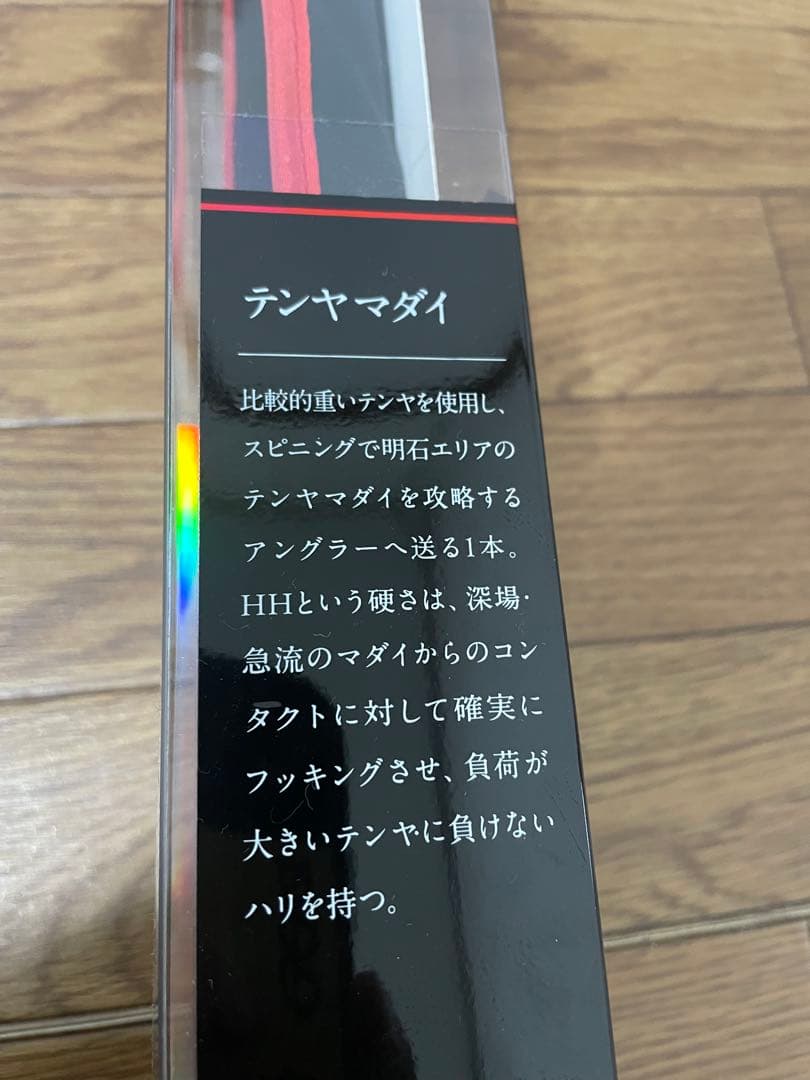 テンヤマダイ
比較的重いテンヤを使用し、
スピニングで明石エリアの
テンヤマダイを攻略する
アングラーへ送る1本。
HHという硬さは、深場・
急流のマダイからのコン
タクトに対して確実に
フッキングさせ、負荷が
大きいテンヤに負けない
ハリを持つ。